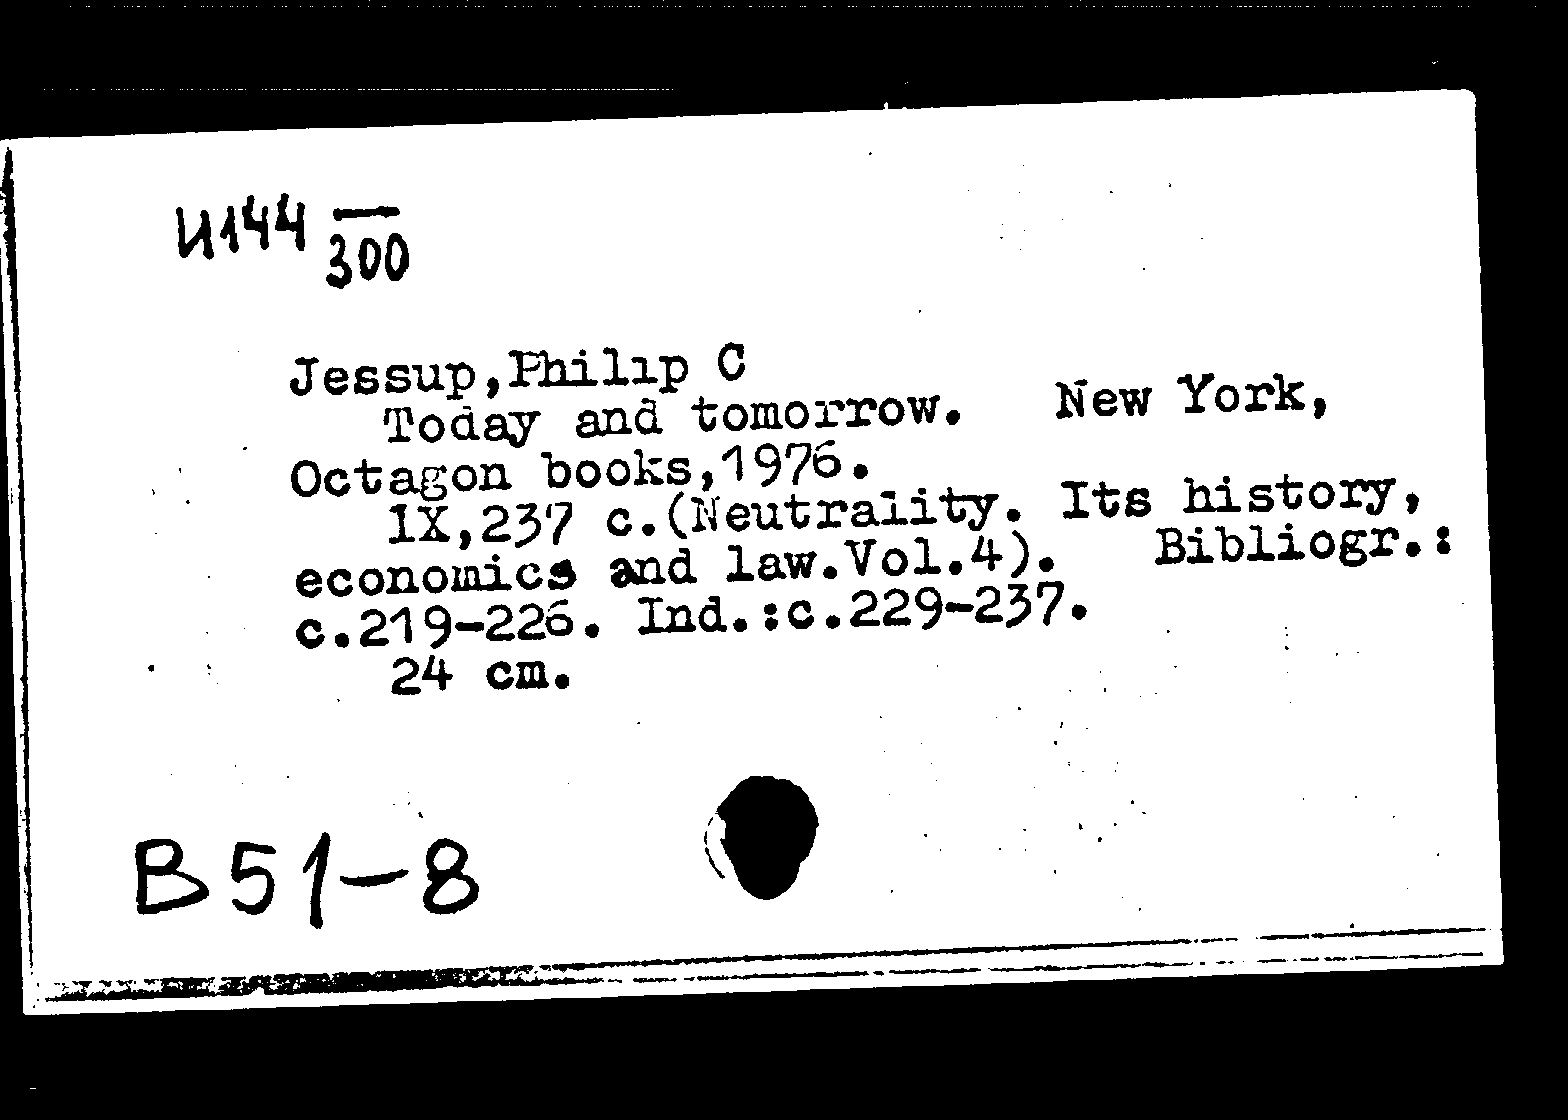 И144 —
300
Jessup,Philip C
Today and tomorrow. New York,
Octagon books,1976.
IX,237 c.(Neutrality. Its history,
economics and law.Vol.4). Bibliogr.:
c.219-226. Ind.:c.229-237.
24 cm.
В51-8